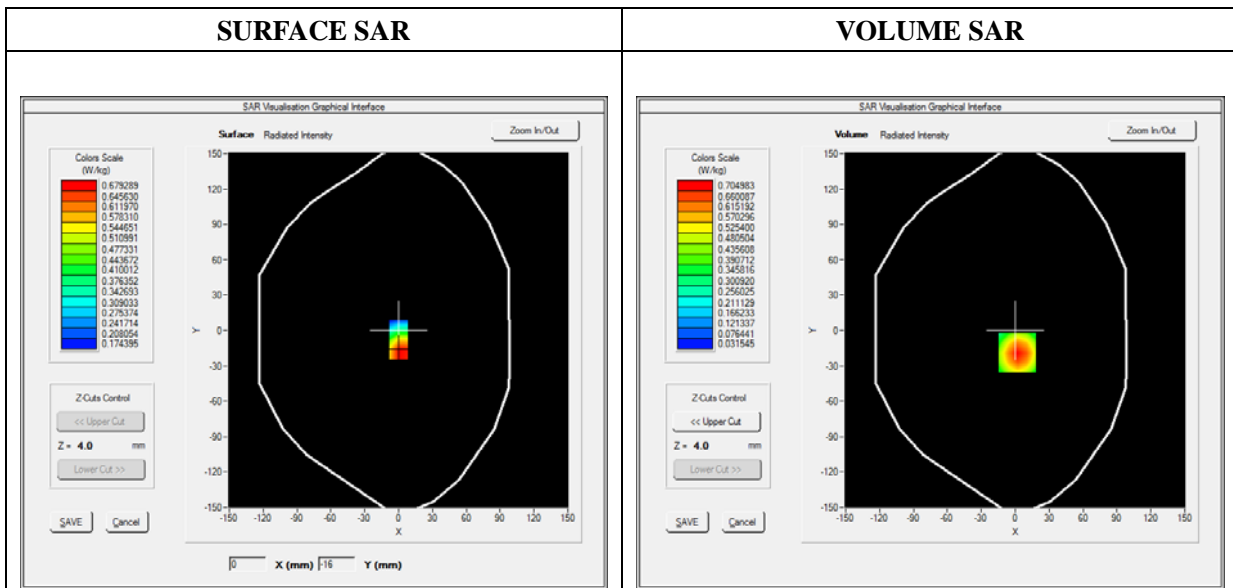 SURFACE SAR
VOLUME SAR
SAR Visualisation Graphical Interface
Surface Radiated Intensity
Zoom In/Out
Colors Scale
(W/kg)
0.679289
0.645630
0.611970
0.578310
0.544651
0.510991
0.477331
0.443672
0.410012
0.376352
0.342693
0.309033
0.275374
0.241714
0.208054
0.174395
Z-Cuts Control
<< Upper Cut
Z = 4.0 mm
Lower Cut >>
SAVE Cancel
150
120
90
60
30
0
-30
-60
-90
-120
-150
Y
-150 -120 -90 -60 -30 0 30 60 90 120 150
X
0 X (mm) -16 Y (mm)
SAR Visualisation Graphical Interface
Volume Radiated Intensity
Zoom In/Out
Colors Scale
(W/kg)
0.704983
0.660087
0.615192
0.570296
0.525400
0.480504
0.435608
0.390712
0.345816
0.300920
0.256025
0.211129
0.166233
0.121337
0.076441
0.031545
Z-Cuts Control
<< Upper Cut
Z = 4.0 mm
Lower Cut >>
SAVE Cancel
150
120
90
60
30
0
-30
-60
-90
-120
-150
Y
-150 -120 -90 -60 -30 0 30 60 90 120 150
X